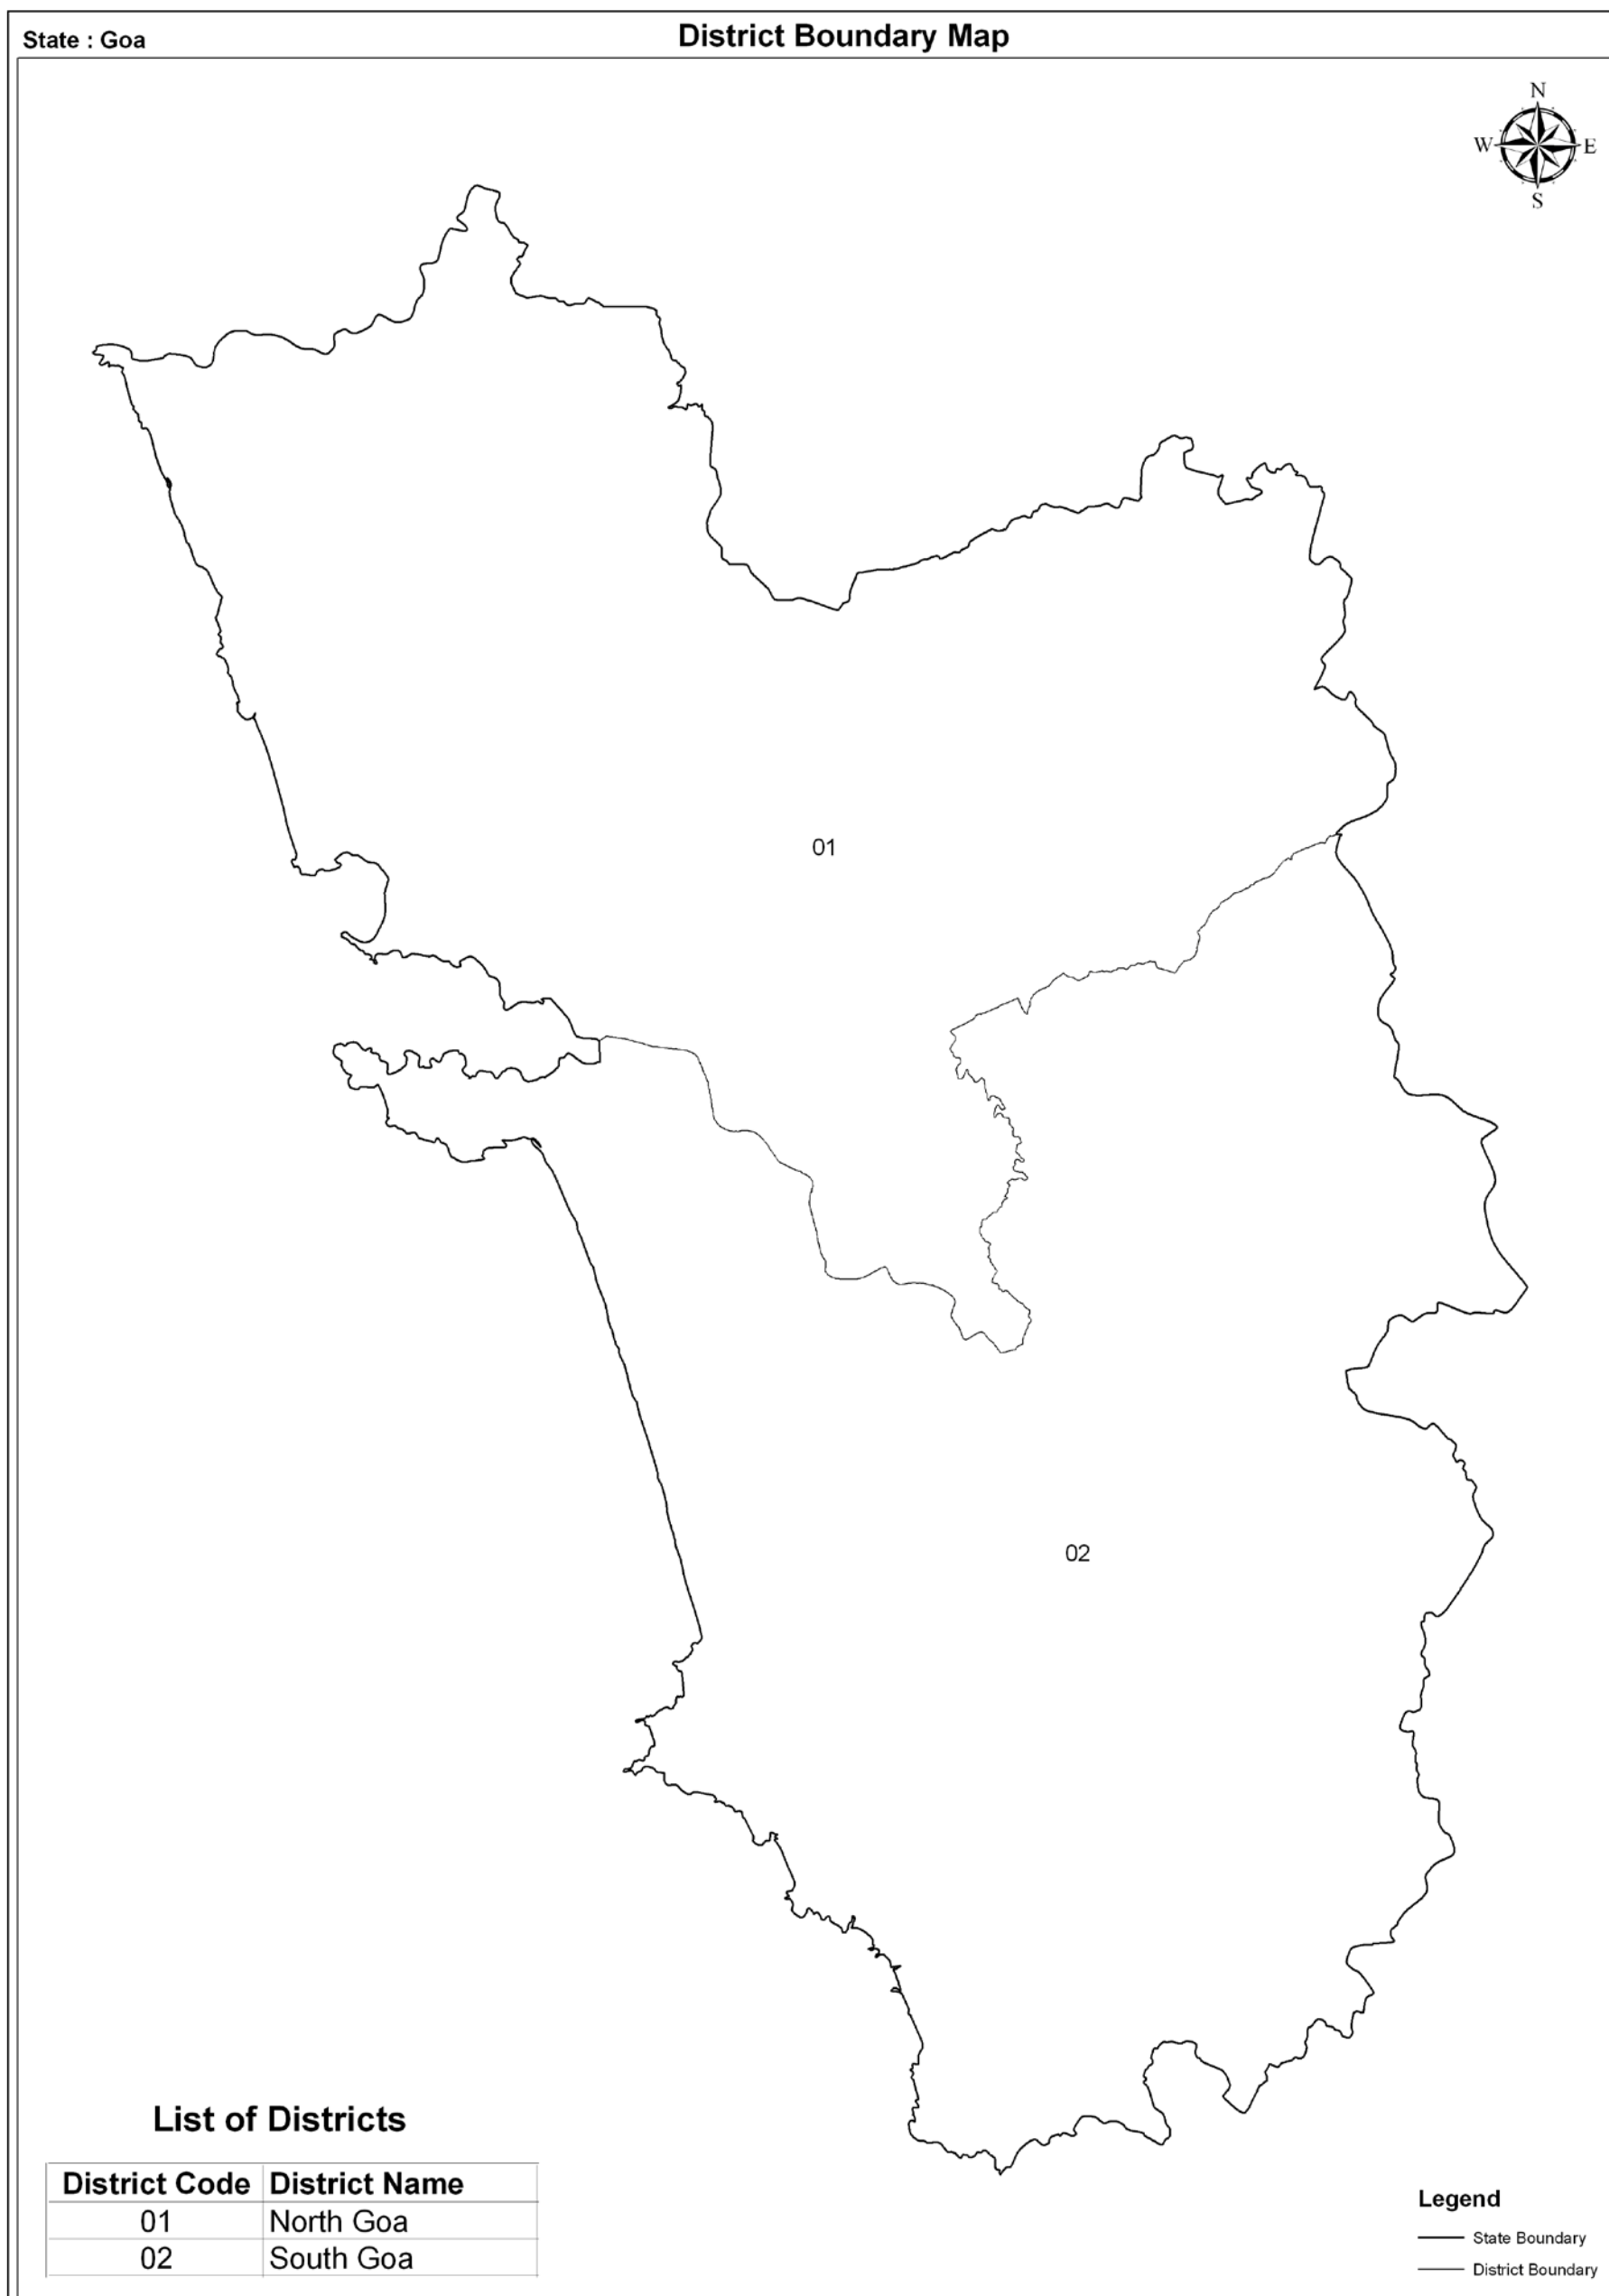 State : Goa
District Boundary Map
N
W E
S
01
02
List of Districts
District Code District Name
01 North Goa
02 South Goa
Legend
State Boundary
District Boundary